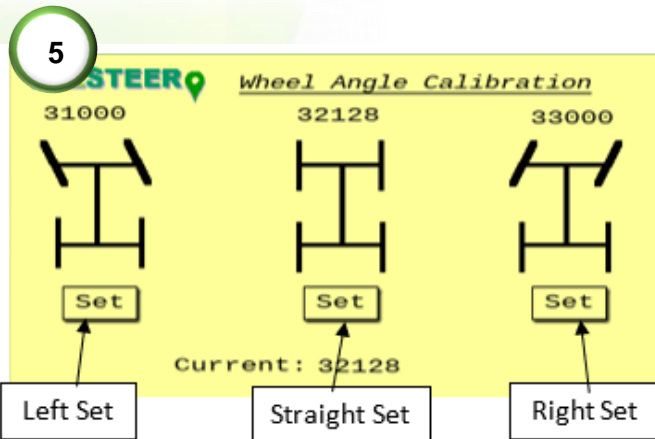 5
STEER
Wheel Angle Calibration
31000 32128 33000
Set Set Set
Current: 32128
Left Set Straight Set Right Set